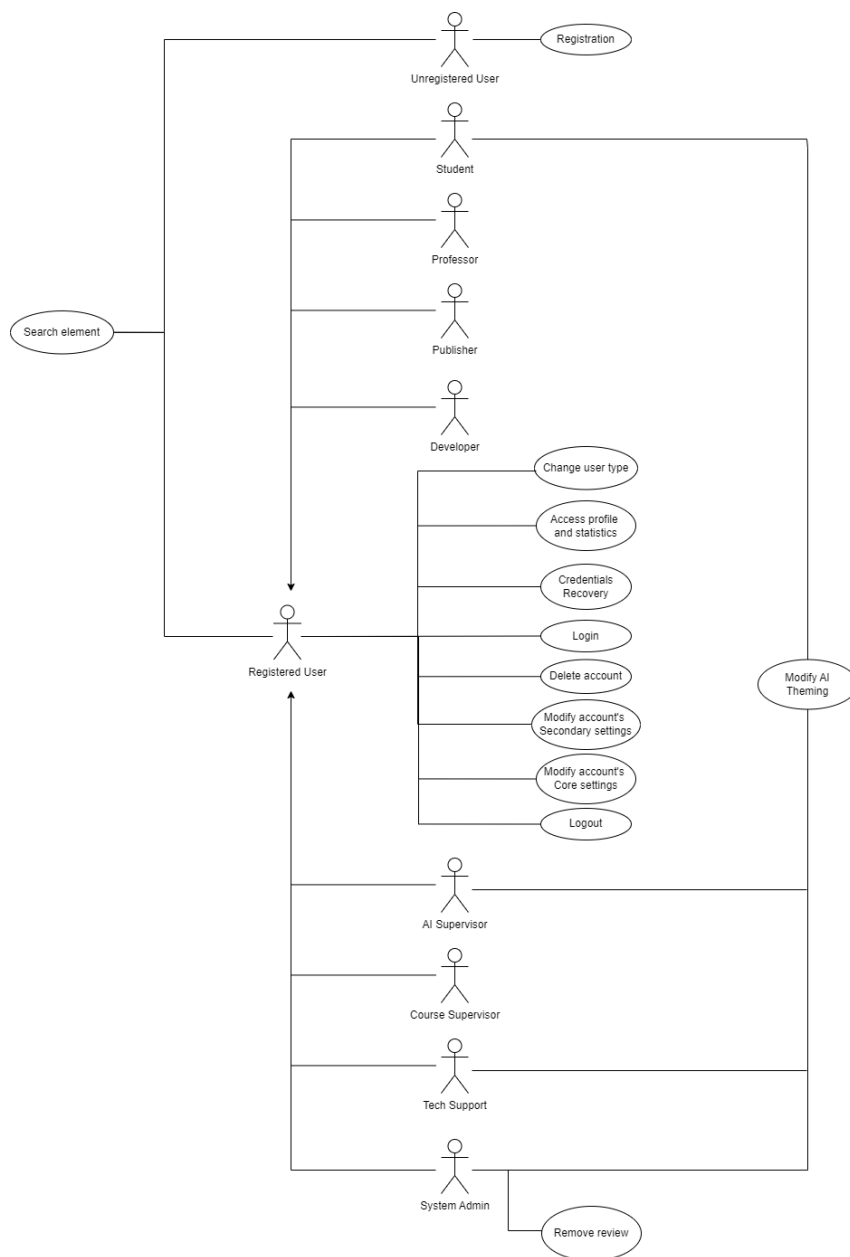 Registration
Unregistered User
Student
Professor
Search element
Publisher
Developer
Change user type
Access profile
and statistics
Credentials
Recovery
Login
Registered User
Delete account
Modify AI
Theming
Modify account's
Secondary settings
Modify account's
Core settings
Logout
AI Supervisor
Course Supervisor
Tech Support
System Admin
Remove review